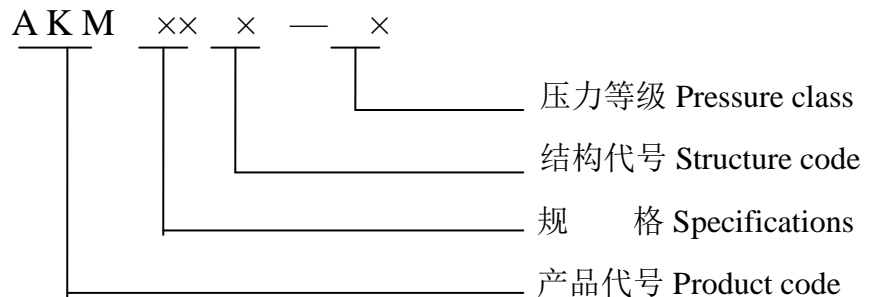 AKM ×× × — ×
压力等级 Pressure class
结构代号 Structure code
规 格 Specifications
产品代号 Product code